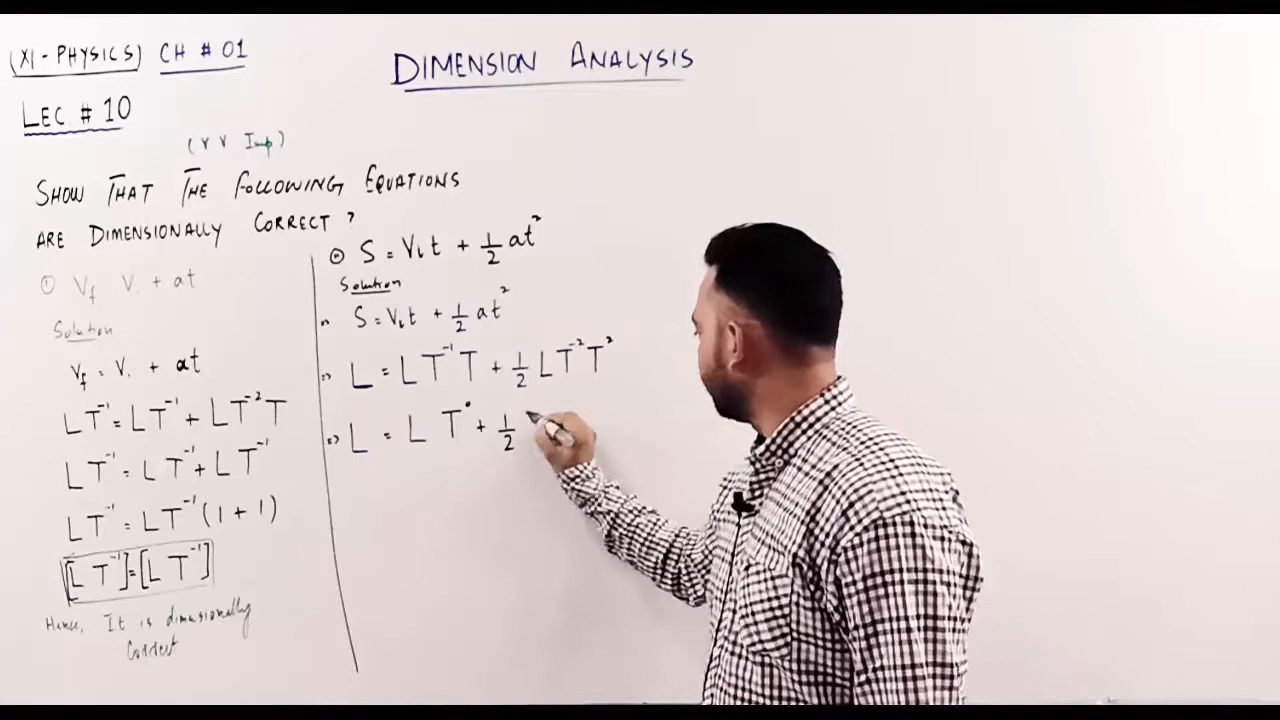 (XI - PHYSICS) CH # 01
DIMENSION ANALYSIS
LEC # 10
(V V Imp)
SHOW THAT THE FOLLOWING EQUATIONS
ARE DIMENSIONALLY CORRECT ?
① Vf Vi + at
Solution
Vf = Vi + at
LT⁻¹ = LT⁻¹ + LT⁻²T
LT⁻¹ = LT⁻¹ + LT⁻¹
LT⁻¹ = LT⁻¹ (1 + 1)
[LT⁻¹] = [LT⁻¹]
Hence, It is dimensionally
Correct
② S = Vit + 1/2 at²
Solution
⇒ S = Vit + 1/2 at²
⇒ L = LT⁻¹T + 1/2 LT⁻²T²
⇒ L = L T⁰ + 1/2